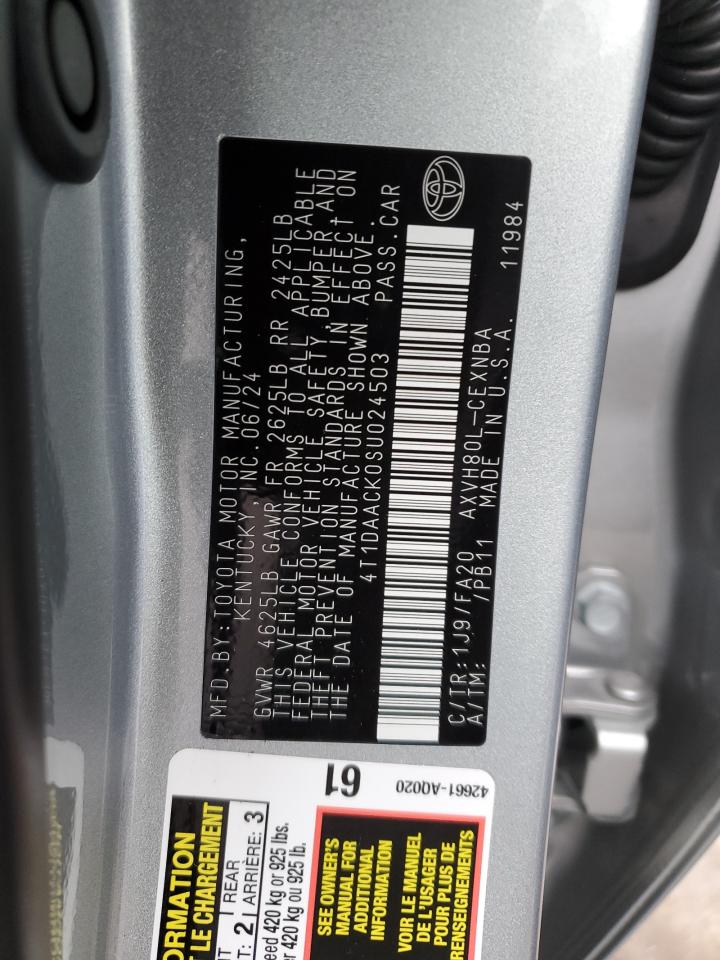 MFD.BY:TOYOTA MOTOR MANUFACTURING,
KENTUCKY, INC. 06/24
GVWR 4625LB GAWR FR 2625LB RR 2425LB
THIS VEHICLE CONFORMS TO ALL APPLICABLE
FEDERAL MOTOR VEHICLE SAFETY,BUMPER,AND
THEFT PREVENTION STANDARDS IN EFFECT ON
THE DATE OF MANUFACTURE SHOWN ABOVE.
4T1DAACK0SU024503 PASS.CAR
C/TR:1J9/FA20 AXVH80L-CEXNBA
A/TM: /PB11 MADE IN U.S.A. 11984
61
42661-AQ020
ORMATION
T LE CHARGEMENT
NT 2 REAR 3
T: ARRIÈRE:
eed 420 kg or 925 lbs.
er 420 kg ou 925 lb.
SEE OWNER'S
MANUAL FOR
ADDITIONAL
INFORMATION
VOIR LE MANUEL
DE L'USAGER
POUR PLUS DE
RENSEIGNEMENTS